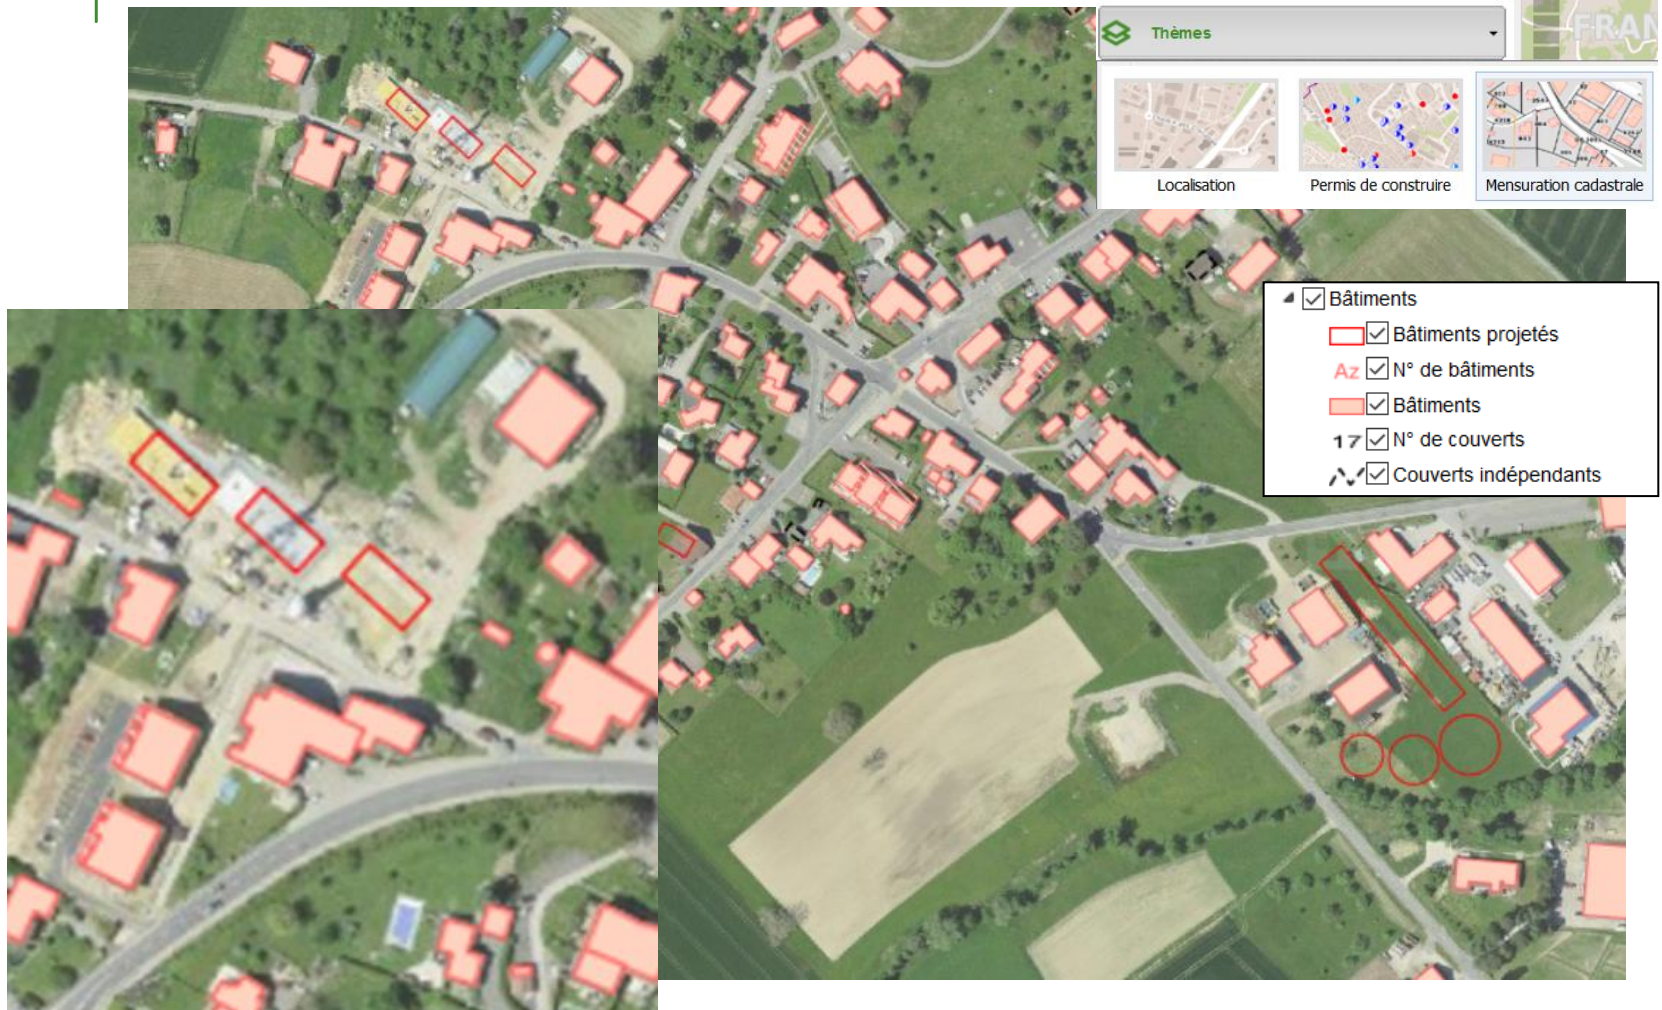 Thèmes
FRAN
Localisation
Permis de construire
Mensuration cadastrale
Bâtiments
Bâtiments projetés
Az N° de bâtiments
Bâtiments
17 N° de couverts
Couverts indépendants